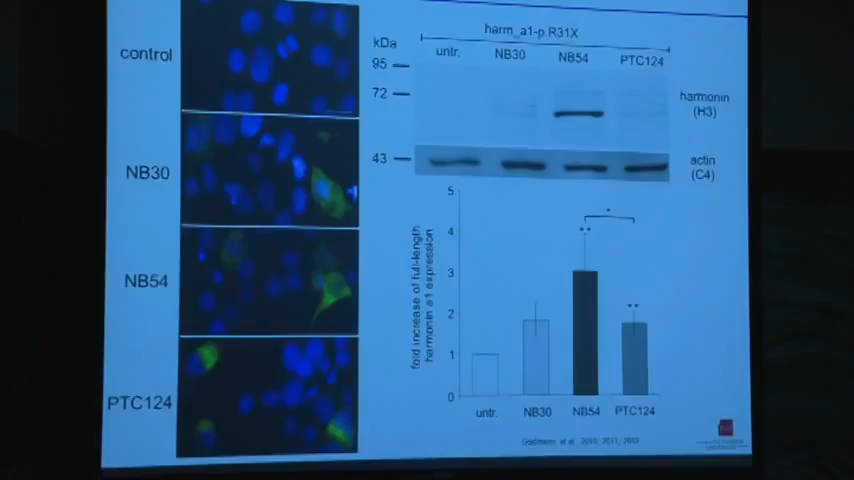 control
NB30
NB54
PTC124
harm_a1-p.R31X
kDa
untr.
NB30
NB54
PTC124
95
72
43
harmonin
(H3)
actin
(C4)
5
4
3
2
1
0
fold increase of full-length
harmonin a1 expression
**
*
**
untr.
NB30
NB54
PTC124
Goldmann et al. 2010, 2011, 2012